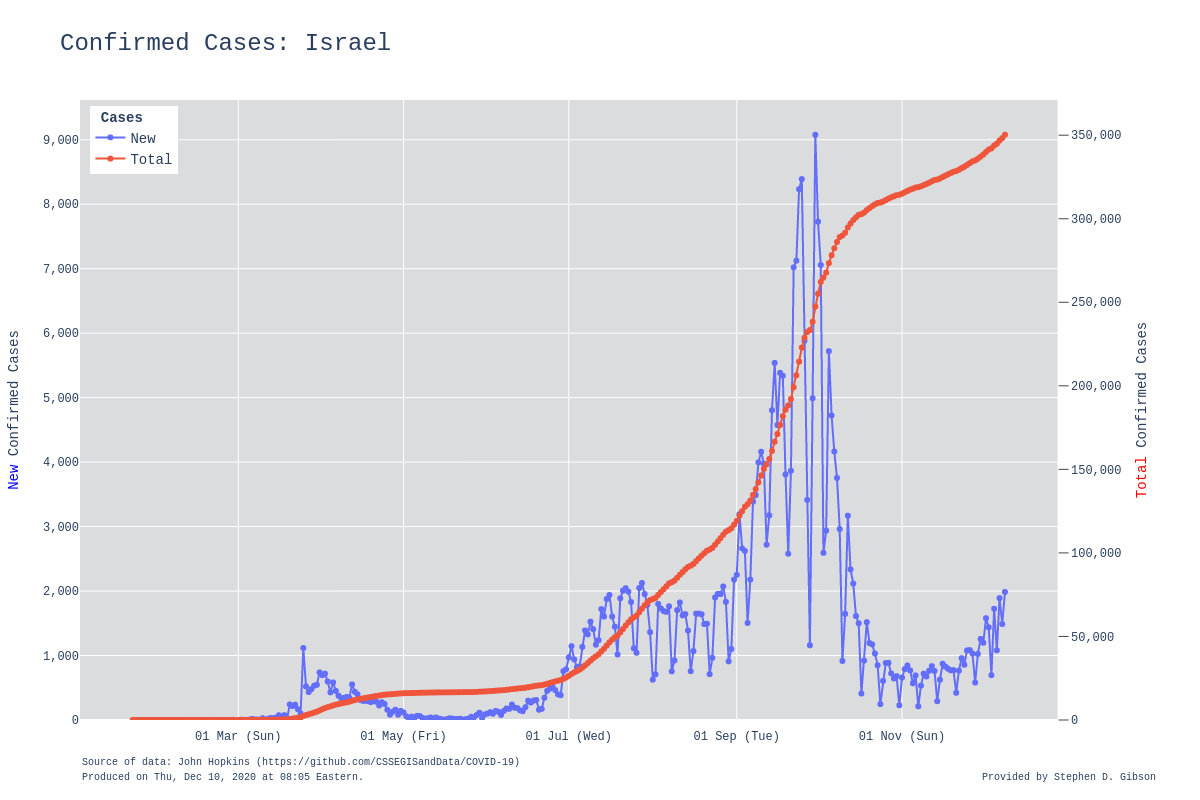 Confirmed Cases: Israel
Cases
New
Total
9,000
8,000
7,000
6,000
5,000
4,000
3,000
2,000
1,000
0
350,000
300,000
250,000
200,000
150,000
100,000
50,000
0
New Confirmed Cases
Total Confirmed Cases
01 Mar (Sun)
01 May (Fri)
01 Jul (Wed)
01 Sep (Tue)
01 Nov (Sun)
Source of data: John Hopkins (https://github.com/CSSEGISandData/COVID-19)
Produced on Thu, Dec 10, 2020 at 08:05 Eastern.
Provided by Stephen D. Gibson